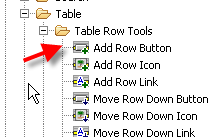 Table
Table Row Tools
Add Row Button
Add Row Icon
Add Row Link
Move Row Down Button
Move Row Down Icon
Move Row Down Link